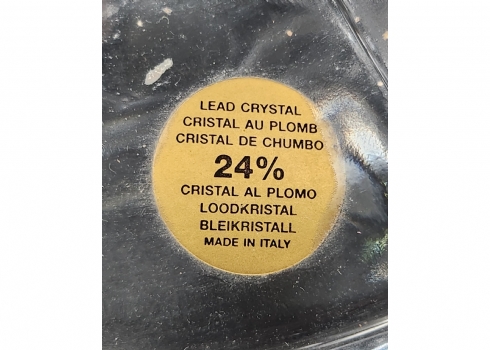 LEAD CRYSTAL
CRISTAL AU PLOMB
CRISTAL DE CHUMBO
24%
CRISTAL AL PLOMO
LOODKRISTAL
BLEIKRISTALL
MADE IN ITALY